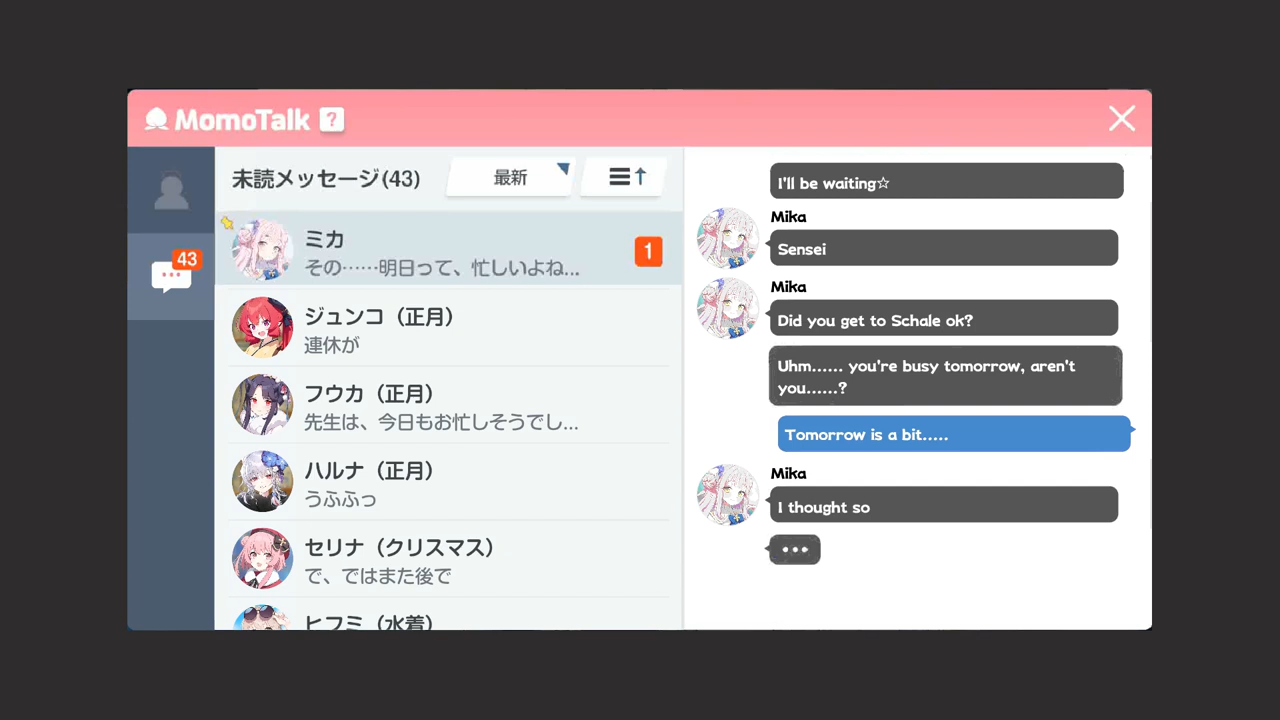 MomoTalk ?
未読メッセージ(43)
最新
43
ミカ
その……明日って、忙しいよね...
1
ジュンコ（正月）
連休が
フウカ（正月）
先生は、今日もお忙しそうでし...
ハルナ（正月）
うふふっ
セリナ（クリスマス）
で、ではまた後で
ヒフミ（水着）
I'll be waiting☆
Mika
Sensei
Mika
Did you get to Schale ok?
Uhm...... you're busy tomorrow, aren't
you......?
Tomorrow is a bit.....
Mika
I thought so